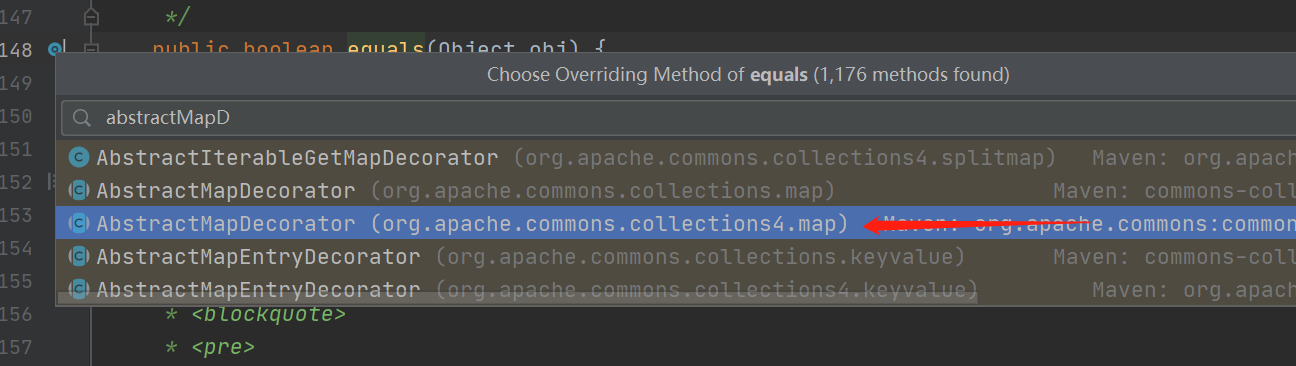 147 */
148 public boolean equals(Object obj) {
Choose Overriding Method of equals (1,176 methods found)
149
abstractMapD
150
151 AbstractIterableGetMapDecorator (org.apache.commons.collections4.splitmap) Maven: org.apac
152 AbstractMapDecorator (org.apache.commons.collections.map) Maven: commons-coll
153 AbstractMapDecorator (org.apache.commons.collections4.map) Maven: org.apache.commons:common
154 AbstractMapEntryDecorator (org.apache.commons.collections.keyvalue) Maven: commons-coll
155 AbstractMapEntryDecorator (org.apache.commons.collections4.keyvalue) Maven: org.apac
156 * <blockquote>
157 * <pre>